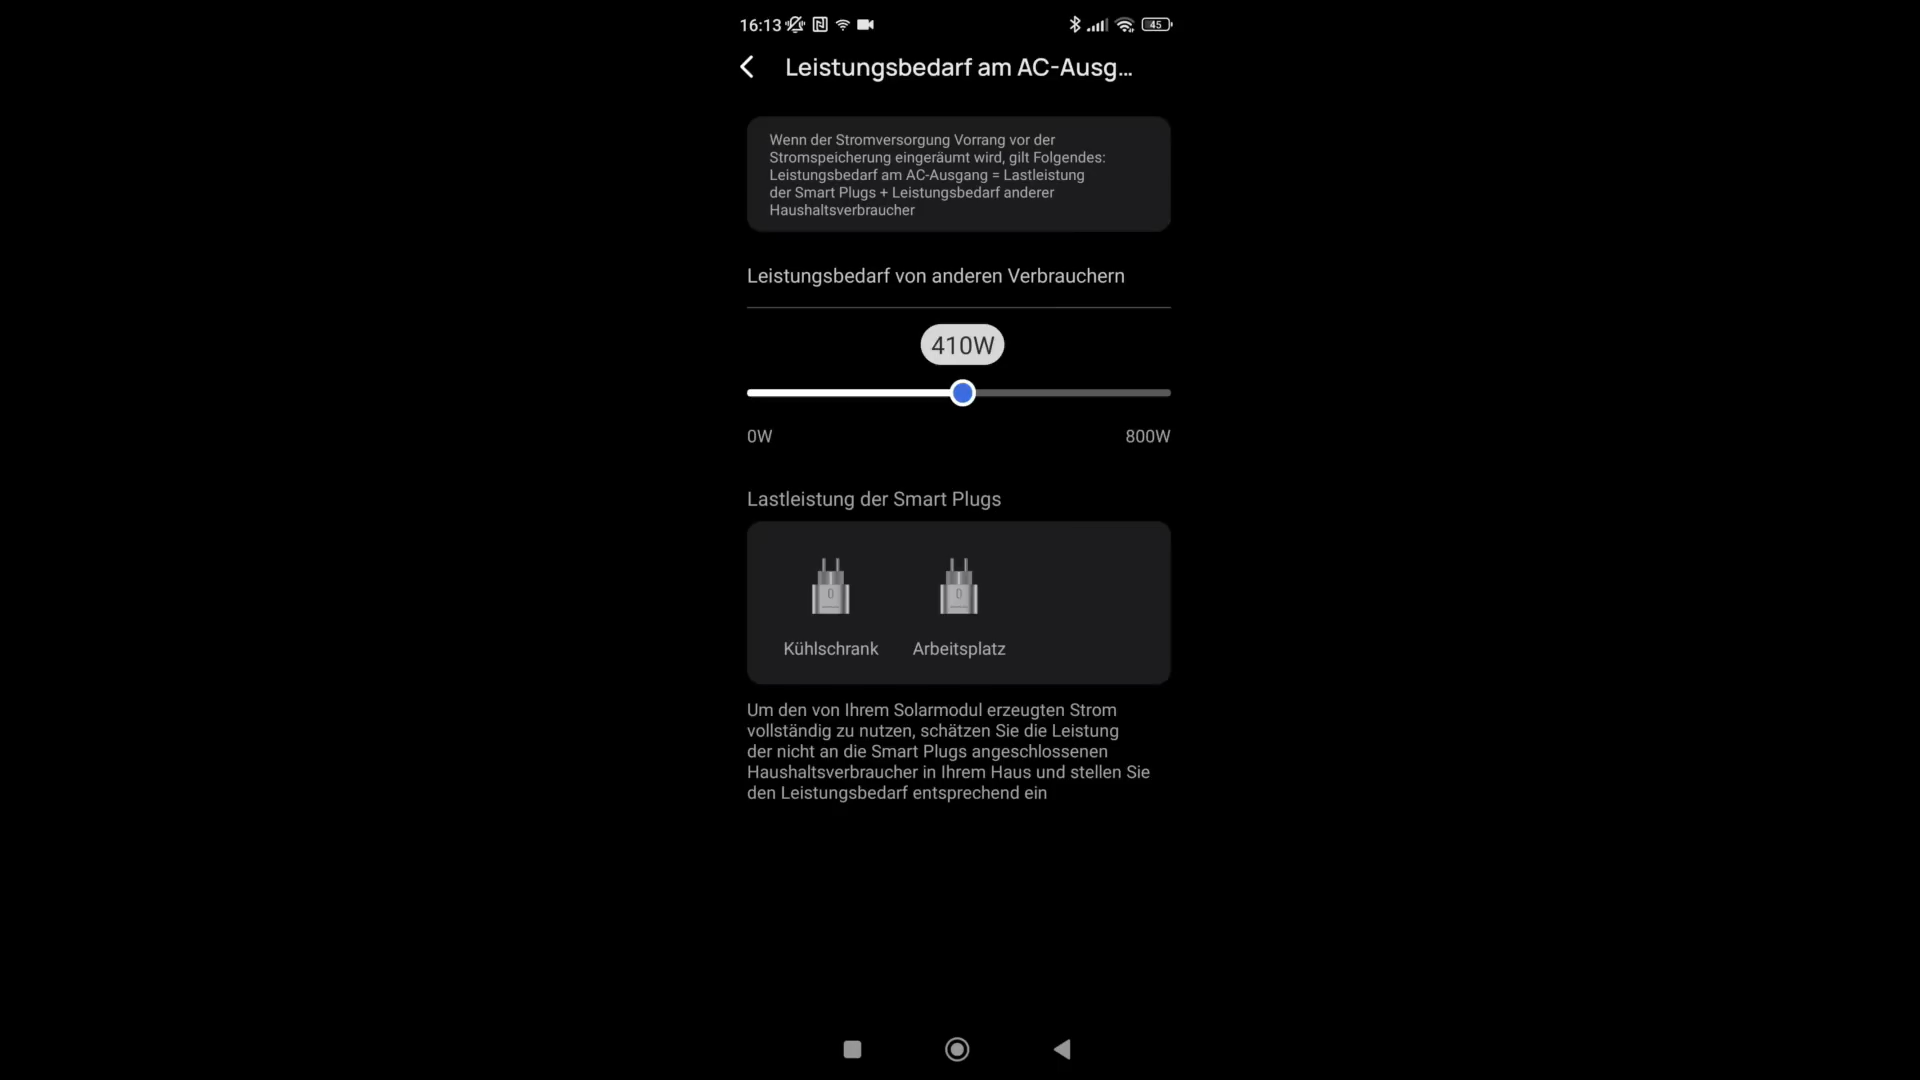 16:13
45
Leistungsbedarf am AC-Ausg...
Wenn der Stromversorgung Vorrang vor der
Stromspeicherung eingeräumt wird, gilt Folgendes:
Leistungsbedarf am AC-Ausgang = Lastleistung
der Smart Plugs + Leistungsbedarf anderer
Haushaltsverbraucher
Leistungsbedarf von anderen Verbrauchern
410W
0W
800W
Lastleistung der Smart Plugs
Kühlschrank
Arbeitsplatz
Um den von Ihrem Solarmodul erzeugten Strom
vollständig zu nutzen, schätzen Sie die Leistung
der nicht an die Smart Plugs angeschlossenen
Haushaltsverbraucher in Ihrem Haus und stellen Sie
den Leistungsbedarf entsprechend ein